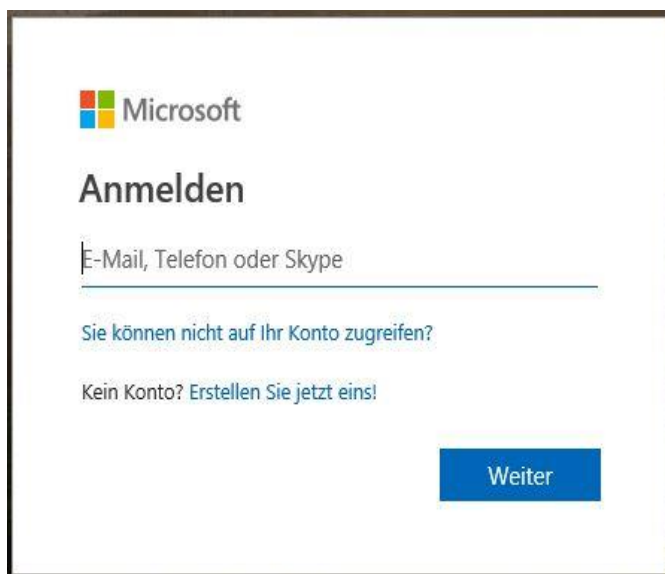 Microsoft
Anmelden
E-Mail, Telefon oder Skype
Sie können nicht auf Ihr Konto zugreifen?
Kein Konto? Erstellen Sie jetzt eins!
Weiter